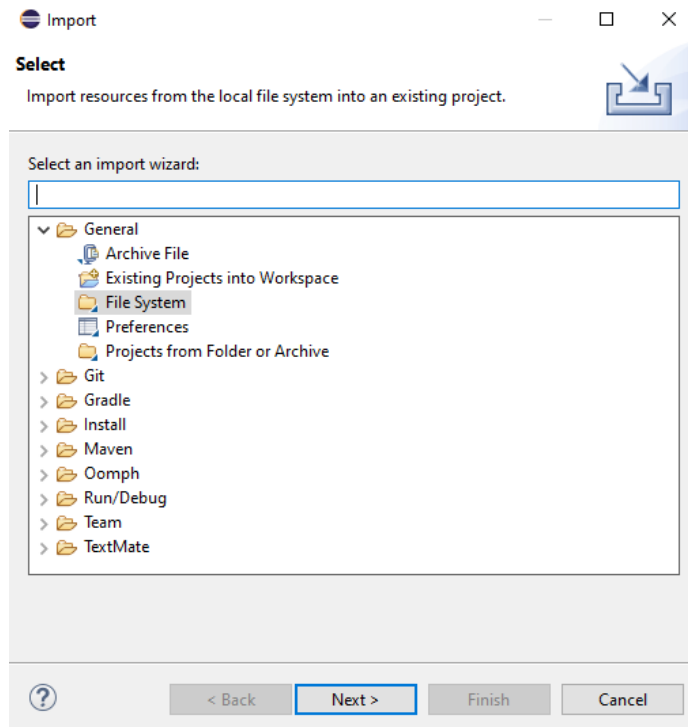 Import
Select
Import resources from the local file system into an existing project.
Select an import wizard:
General
Archive File
Existing Projects into Workspace
File System
Preferences
Projects from Folder or Archive
Git
Gradle
Install
Maven
Oomph
Run/Debug
Team
TextMate
? < Back Next > Finish Cancel